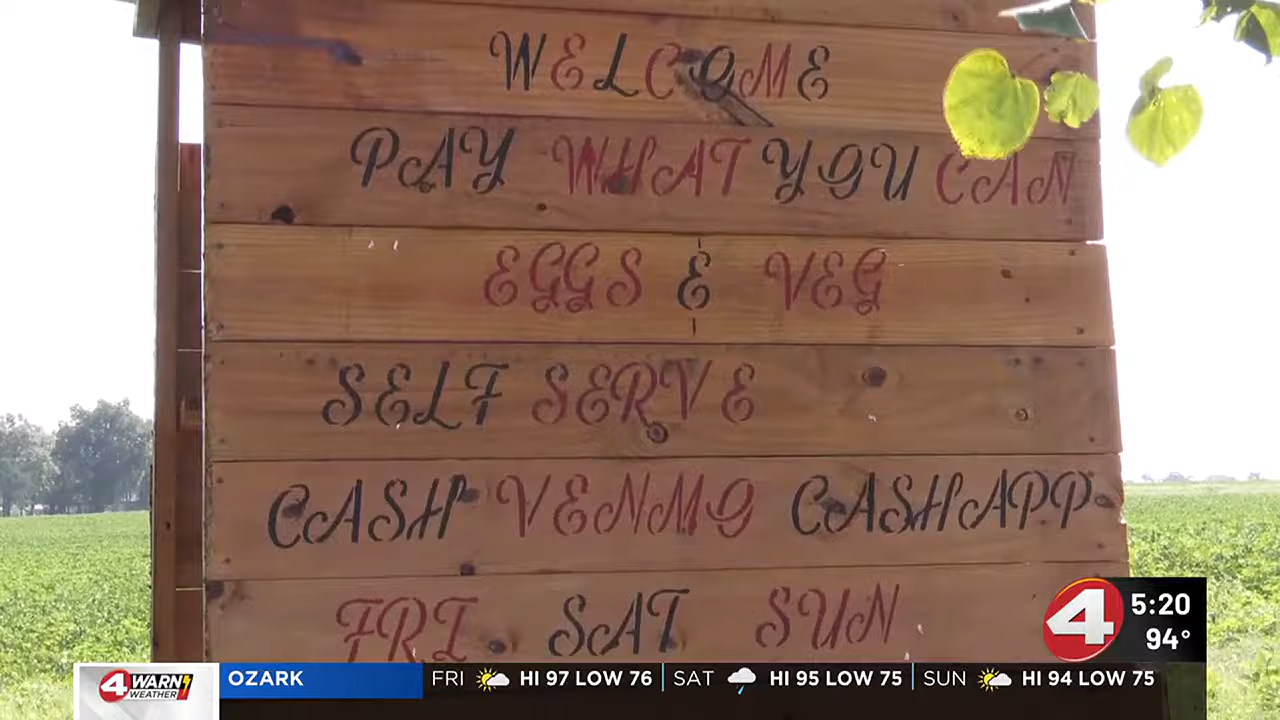 WELCOME
PAY WHAT YOU CAN
EGGS & VEG
SELF SERVE
CASH VENMO CASHAPP
FRI SAT SUN
4 5:20
94°
4 WARN WEATHER OZARK FRI HI 97 LOW 76 SAT HI 95 LOW 75 SUN HI 94 LOW 75